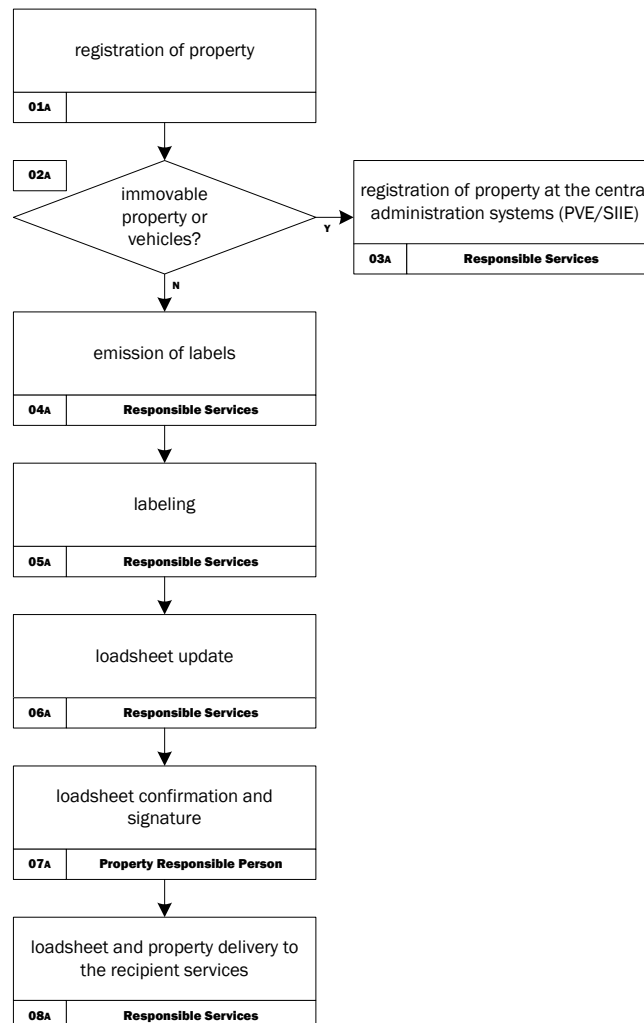 registration of property
01A
02A
immovable
property or
vehicles?
Y
N
registration of property at the centra
administration systems (PVE/SIIE)
03A Responsible Services
emission of labels
04A Responsible Services
labeling
05A Responsible Services
loadsheet update
06A Responsible Services
loadsheet confirmation and
signature
07A Property Responsible Person
loadsheet and property delivery to
the recipient services
08A Responsible Services